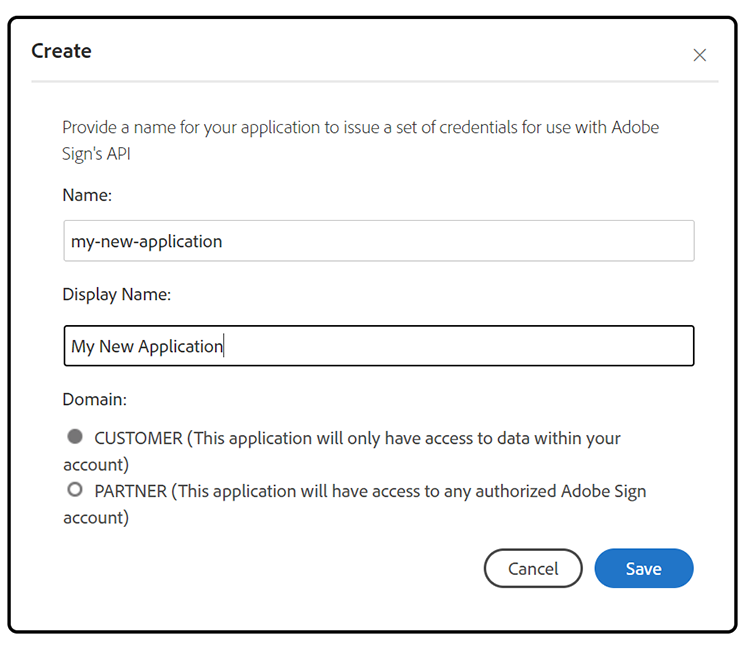 Create
Provide a name for your application to issue a set of credentials for use with Adobe
Sign's API
Name:
my-new-application
Display Name:
My New Application
Domain:
CUSTOMER (This application will only have access to data within your
account)
PARTNER (This application will have access to any authorized Adobe Sign
account)
Cancel
Save